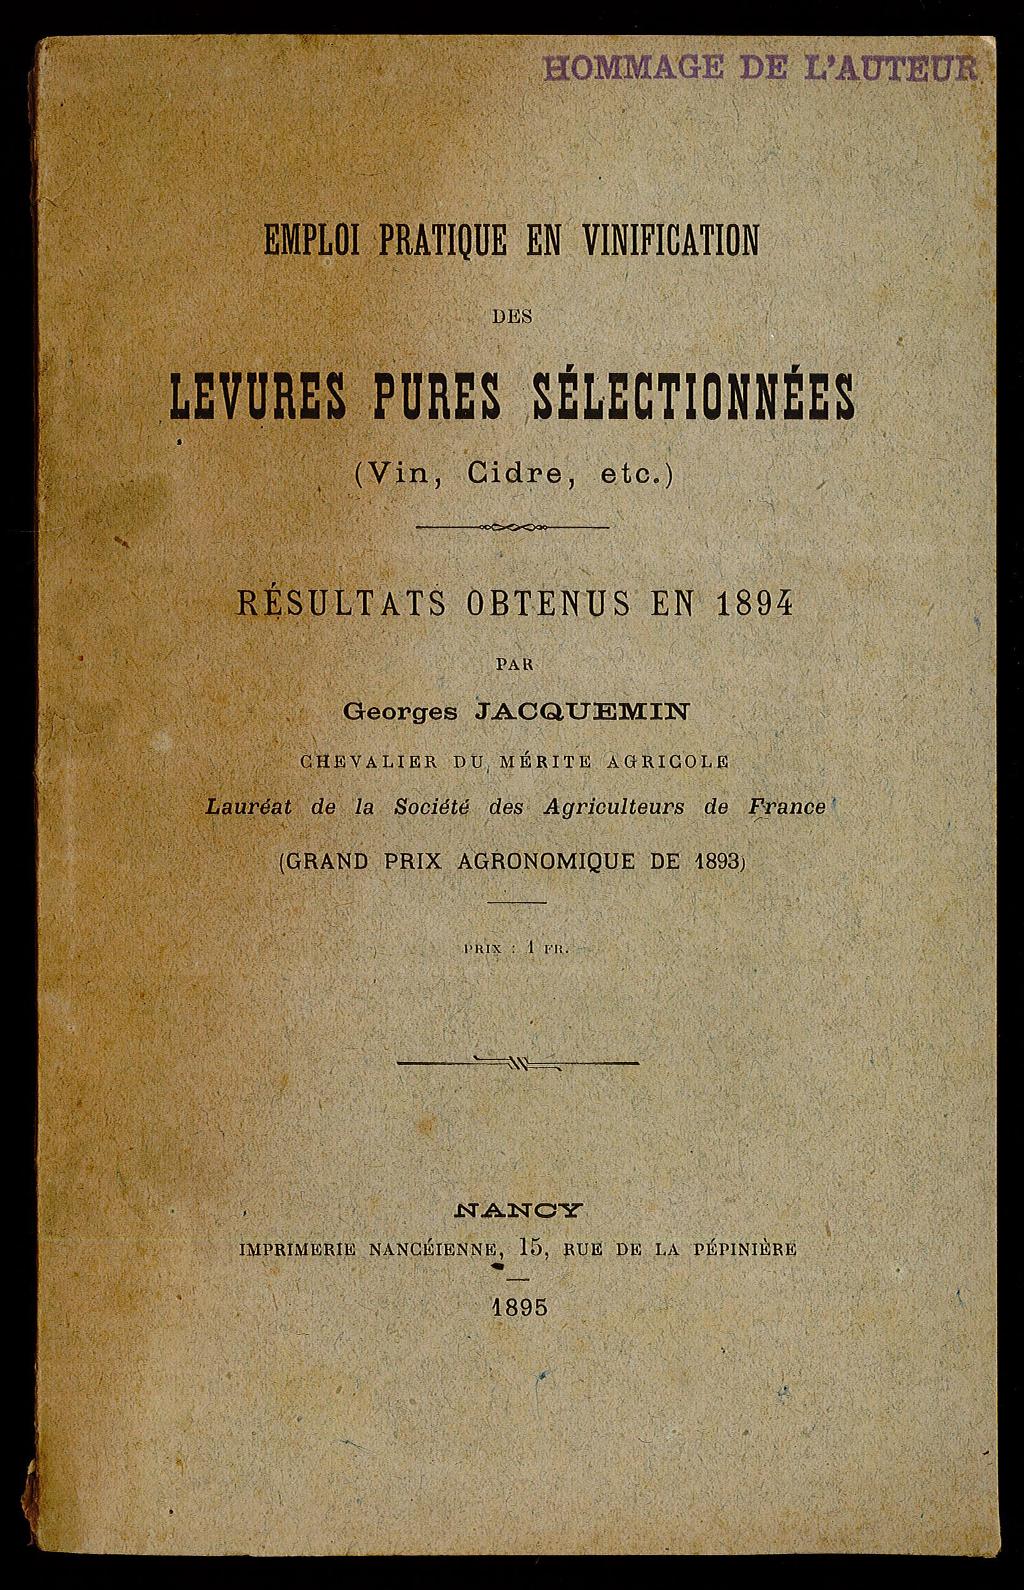 HOMMAGE DE L'AUTEUR
EMPLOI PRATIQUE EN VINIFICATION
DES
LEVURES PURES SÉLECTIONNÉES
(Vin, Cidre, etc.)
RÉSULTATS OBTENUS EN 1894
PAR
Georges JACQUEMIN
CHEVALIER DU MÉRITE AGRICOLE
Lauréat de la Société des Agriculteurs de France
(GRAND PRIX AGRONOMIQUE DE 1893)
PRIX : 1 FR.
NANCY
IMPRIMERIE NANCÉIENNE, 15, RUE DE LA PÉPINIÈRE
1895